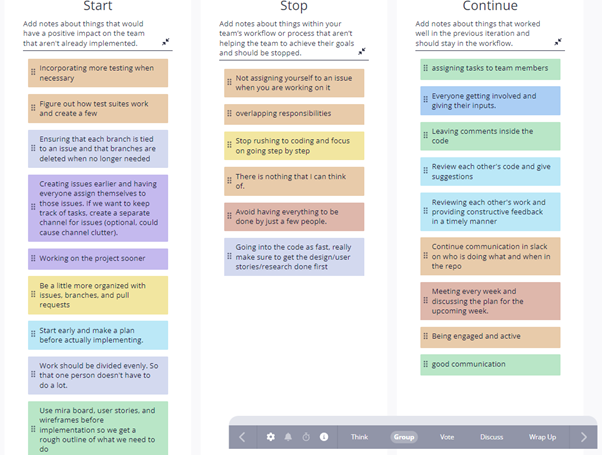 Start
Add notes about things that would
have a positive impact on the team
that aren't already implemented.
Incorporating more testing when
necessary
Figure out how test suites work
and create a few
Ensuring that each branch is tied
to an issue and that branches are
deleted when no longer needed
Creating issues earlier and having
everyone assign themselves to
those issues. If we want to keep
track of tasks, create a separate
channel for issues (optional, could
cause channel clutter).
Working on the project sooner
Be a little more organized with
issues, branches, and pull
requests
Start early and make a plan
before actually implementing.
Work should be divided evenly. So
that one person doesn't have to
do a lot.
Use mira board, user stories, and
wireframes before
implementation so we get a
rough outline of what we need to
do
Stop
Add notes about things within your
team's workflow or process that aren't
helping the team to achieve their goals
and should be stopped.
Not assigning yourself to an issue
when you are working on it
overlapping responsibilities
Stop rushing to coding and focus
on going step by step
There is nothing that I can think
of.
Avoid having everything to be
done by just a few people.
Going into the code as fast, really
make sure to get the design/user
stories/research done first
Continue
Add notes about things that worked
well in the previous iteration and
should stay in the workflow.
assigning tasks to team members
Everyone getting involved and
giving their inputs.
Leaving comments inside the
code
Review each other's code and give
suggestions
Reviewing each other's work and
providing constructive feedback
in a timely manner
Continue communication in slack
on who is doing what and when in
the repo
Meeting every week and
discussing the plan for the
upcoming week.
Being engaged and active
good communication
Think Group Vote Discuss Wrap Up